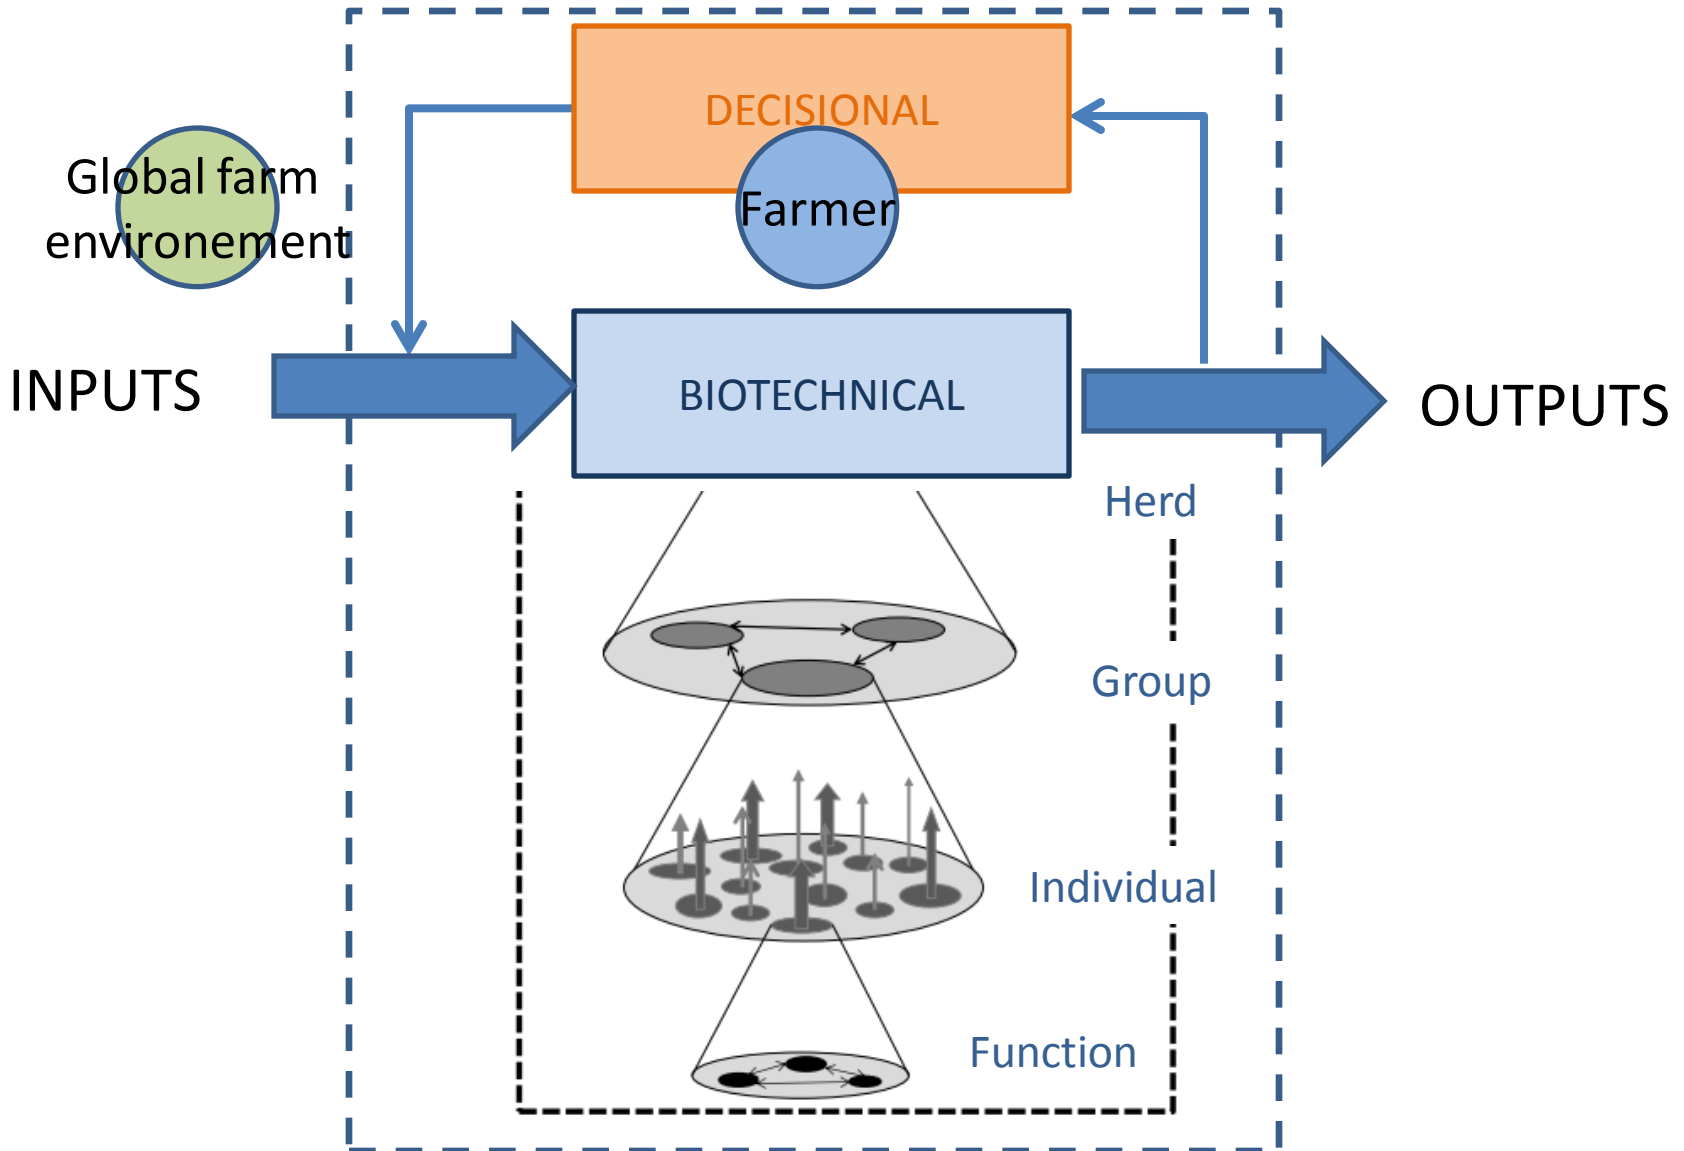 DECISIONAL
Global farm
environement
Farmer
INPUTS
BIOTECHNICAL
OUTPUTS
Herd
Group
Individual
Function